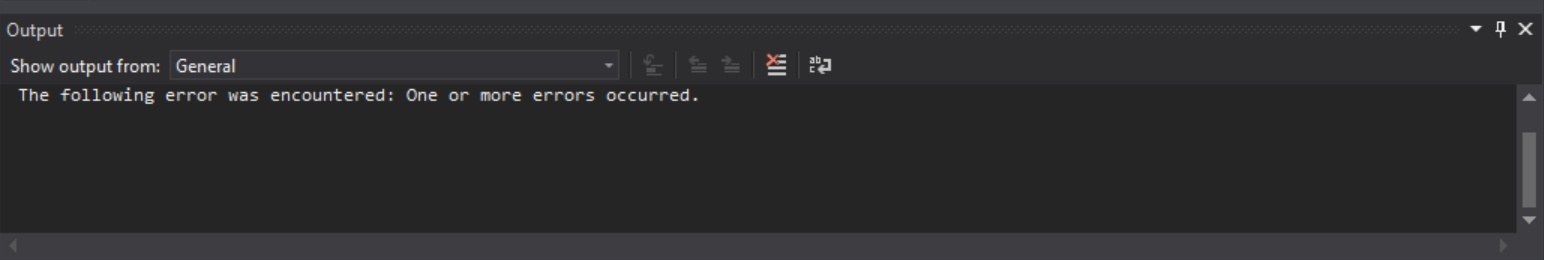 Output
Show output from: General
The following error was encountered: One or more errors occurred.